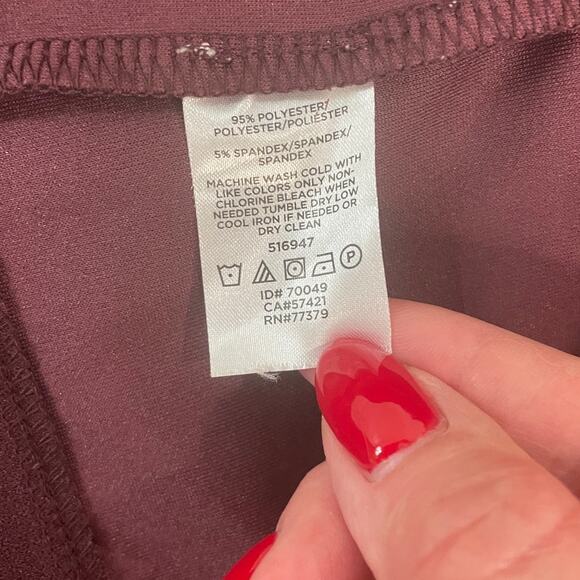 95% POLYESTER/
POLYESTER/POLIÉSTER
5% SPANDEX/SPANDEX/
SPANDEX
MACHINE WASH COLD WITH
LIKE COLORS ONLY NON-
CHLORINE BLEACH WHEN
NEEDED TUMBLE DRY LOW
COOL IRON IF NEEDED OR
DRY CLEAN
516947
P
ID# 70049
CA#57421
RN#77379